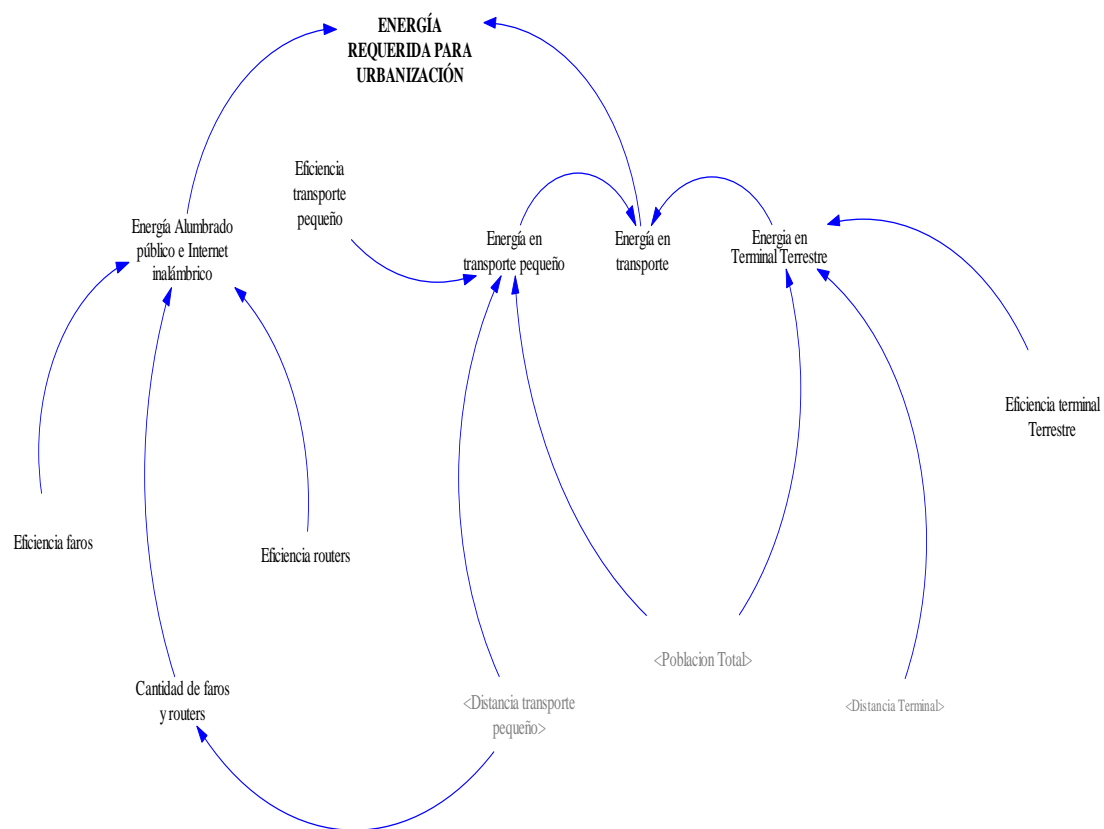 ENERGÍA
REQUERIDA PARA
URBANIZACIÓN
Eficiencia
transporte
pequeño
Energía Alumbrado
público e Internet
inalámbrico
Energía en
transporte pequeño
Energía en
transporte
Energia en
Terminal Terrestre
Eficiencia terminal
Terrestre
Eficiencia faros
Eficiencia routers
Cantidad de faros
y routers
<Distancia transporte
pequeño>
<Poblacion Total>
<Distancia Terminal>